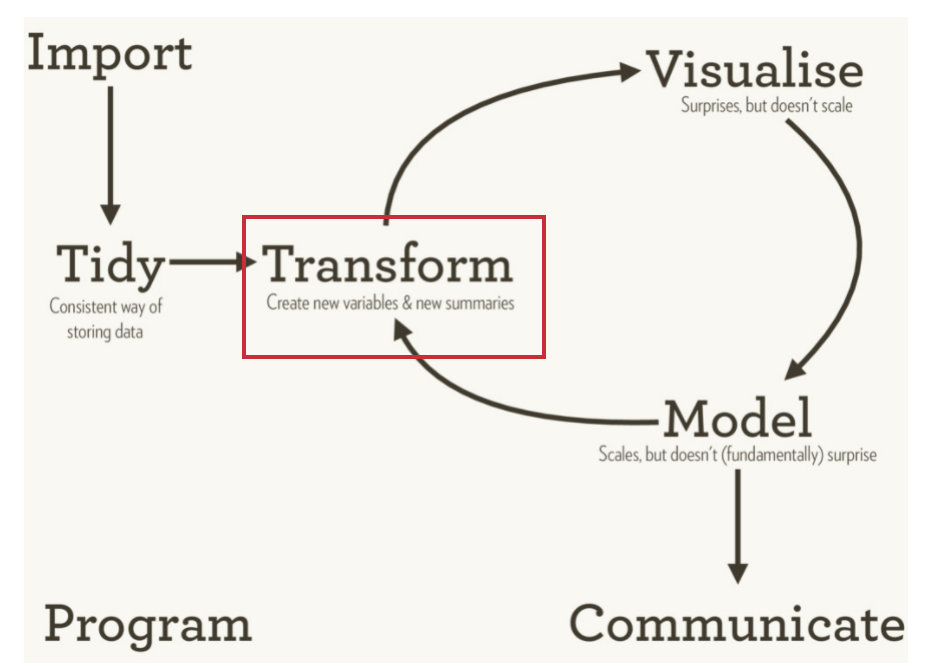 Import
Visualise
Surprises, but doesn't scale
Tidy
Consistent way of
storing data
Transform
Create new variables & new summaries
Model
Scales, but doesn't (fundamentally) surprise
Program
Communicate